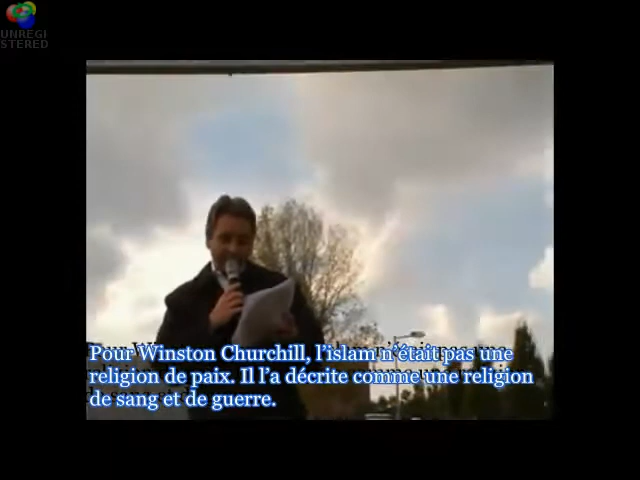 UNREGI
STERED
Pour Winston Churchill, l'islam n'était pas une
religion de paix. Il l'a décrite comme une religion
de sang et de guerre.